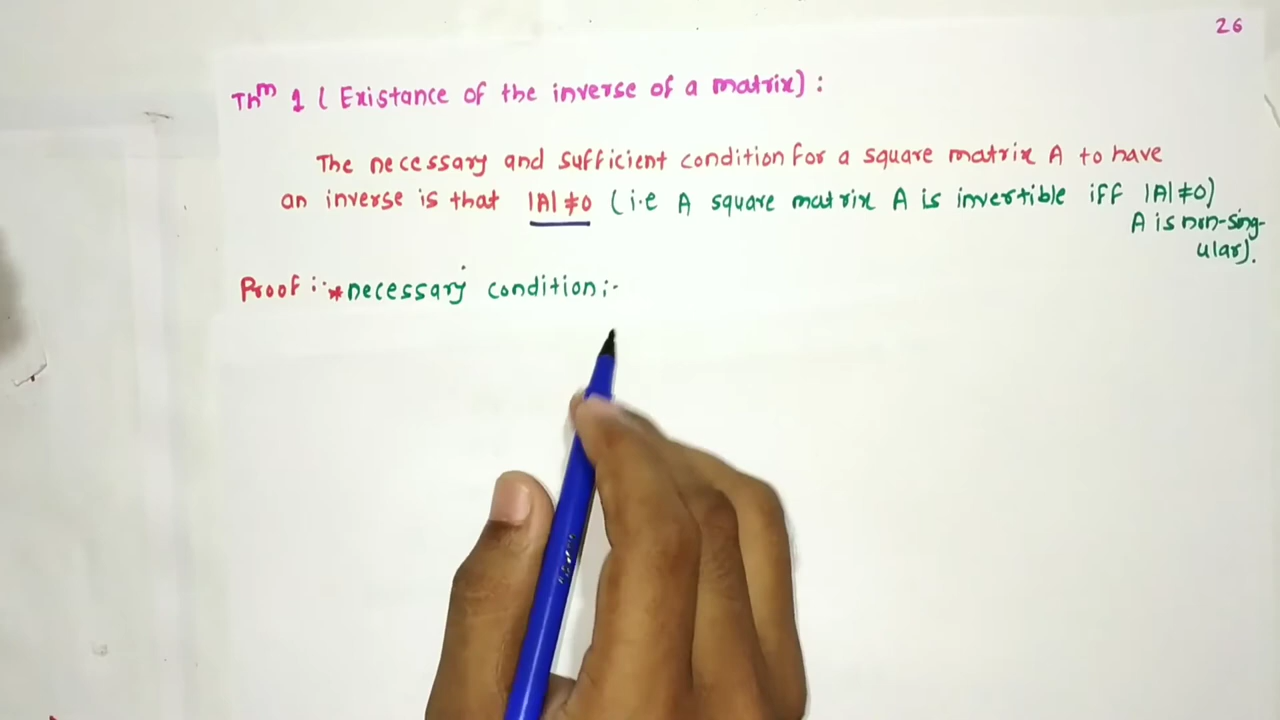 26
Thm 1 ( Existance of the inverse of a matrix) :
The necessary and sufficient condition for a square matrix A to have
an inverse is that |A| ≠ 0 (i.e A square matrix A is invertible iff |A| ≠ 0)
A is non-sing-
ular).
Proof :- * necessary condition :-